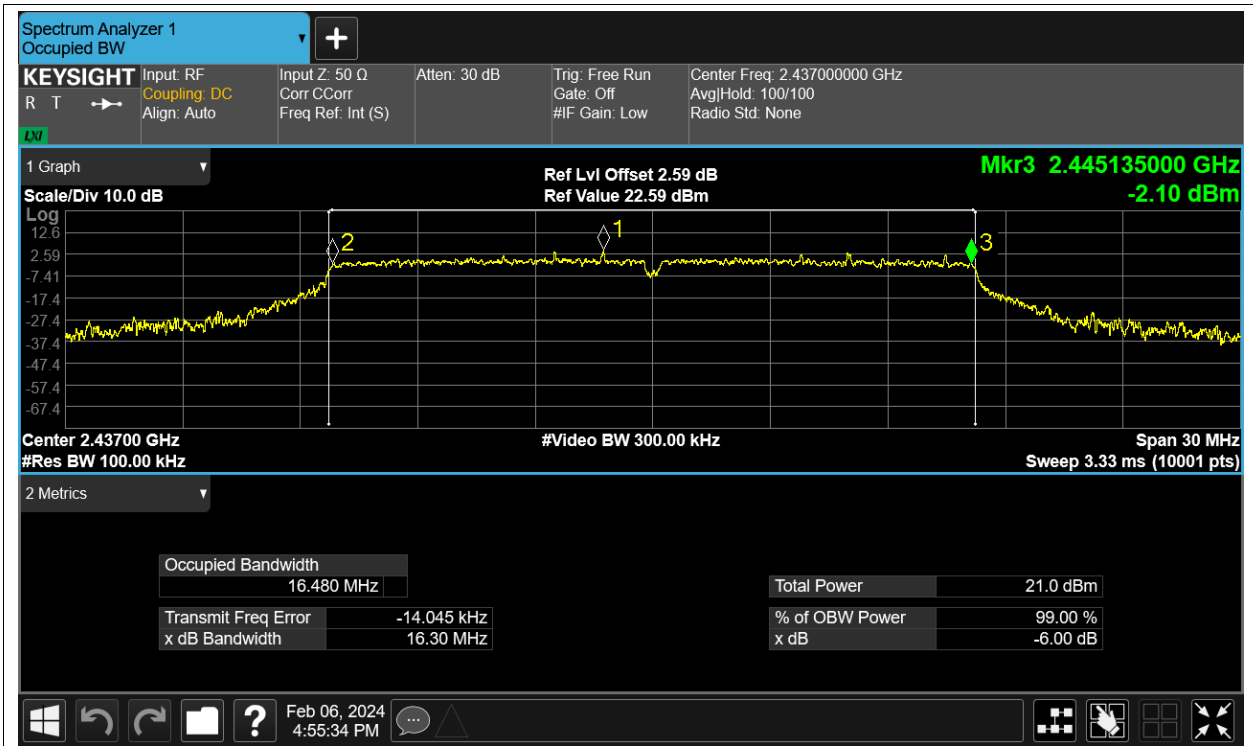 Spectrum Analyzer 1
Occupied BW
▼
+
KEYSIGHT
R T
LXI
Input: RF
Coupling: DC
Align: Auto
Input Z: 50 Ω
Corr CCorr
Freq Ref: Int (S)
Atten: 30 dB
Trig: Free Run
Gate: Off
#IF Gain: Low
Center Freq: 2.437000000 GHz
Avg|Hold: 100/100
Radio Std: None
1 Graph ▼
Scale/Div 10.0 dB
Ref Lvl Offset 2.59 dB
Ref Value 22.59 dBm
Mkr3 2.445135000 GHz
-2.10 dBm
Log
12.6
2.59
-7.41
-17.4
-27.4
-37.4
-47.4
-57.4
-67.4
2
1
3
Center 2.43700 GHz
#Res BW 100.00 kHz
#Video BW 300.00 kHz
Span 30 MHz
Sweep 3.33 ms (10001 pts)
2 Metrics ▼
Occupied Bandwidth
16.480 MHz
Transmit Freq Error -14.045 kHz
x dB Bandwidth 16.30 MHz
Total Power 21.0 dBm
% of OBW Power 99.00 %
x dB -6.00 dB
?
Feb 06, 2024
4:55:34 PM